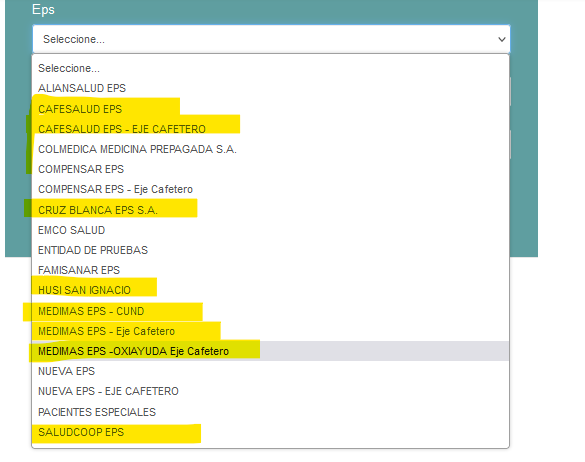 Eps
Seleccione...
Seleccione...
ALIANSALUD EPS
CAFESALUD EPS
CAFESALUD EPS - EJE CAFETERO
COLMEDICA MEDICINA PREPAGADA S.A.
COMPENSAR EPS
COMPENSAR EPS - Eje Cafetero
CRUZ BLANCA EPS S.A.
EMCO SALUD
ENTIDAD DE PRUEBAS
FAMISANAR EPS
HUSI SAN IGNACIO
MEDIMAS EPS - CUND
MEDIMAS EPS - Eje Cafetero
MEDIMAS EPS -OXIAYUDA Eje Cafetero
NUEVA EPS
NUEVA EPS - EJE CAFETERO
PACIENTES ESPECIALES
SALUDCOOP EPS